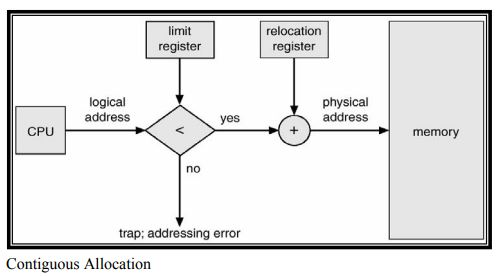 limit
register
relocation
register
logical
address
physical
address
CPU
<
yes
+
memory
no
trap; addressing error
Contiguous Allocation